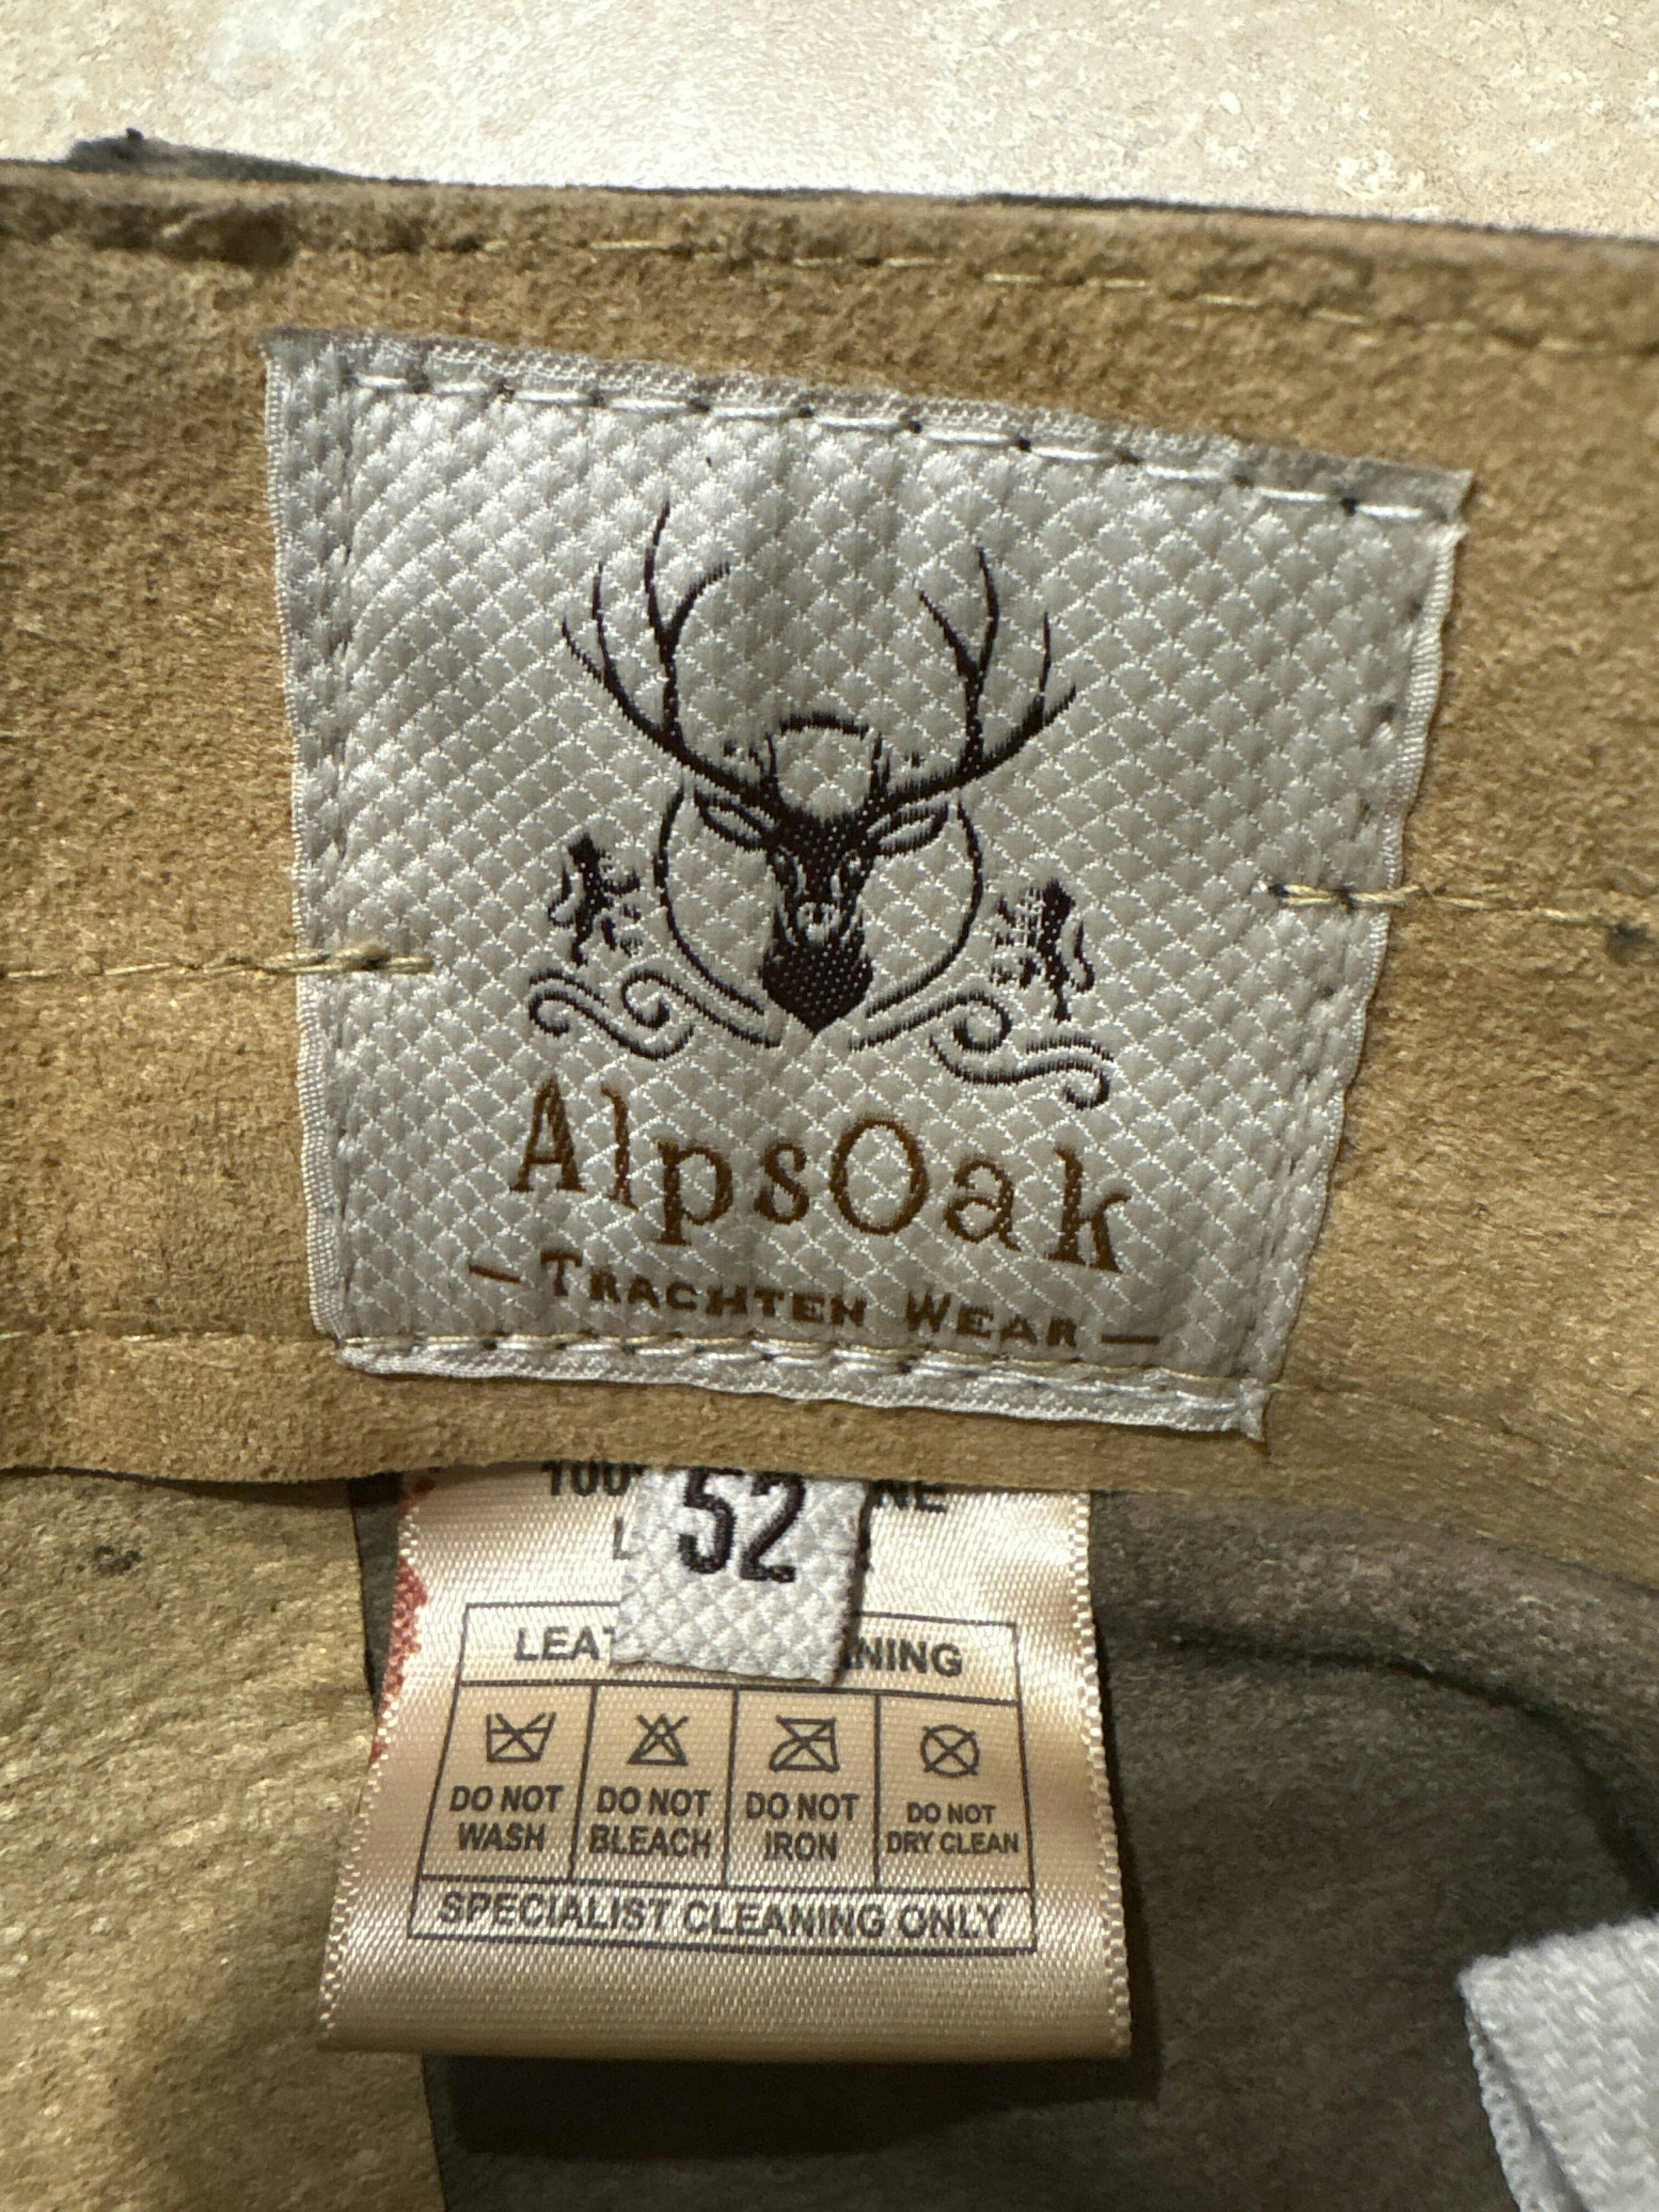 AlpsOak
— TRACHTEN WEAR —
52
DO NOT WASH
DO NOT BLEACH
DO NOT IRON
DO NOT DRY CLEAN
SPECIALIST CLEANING ONLY